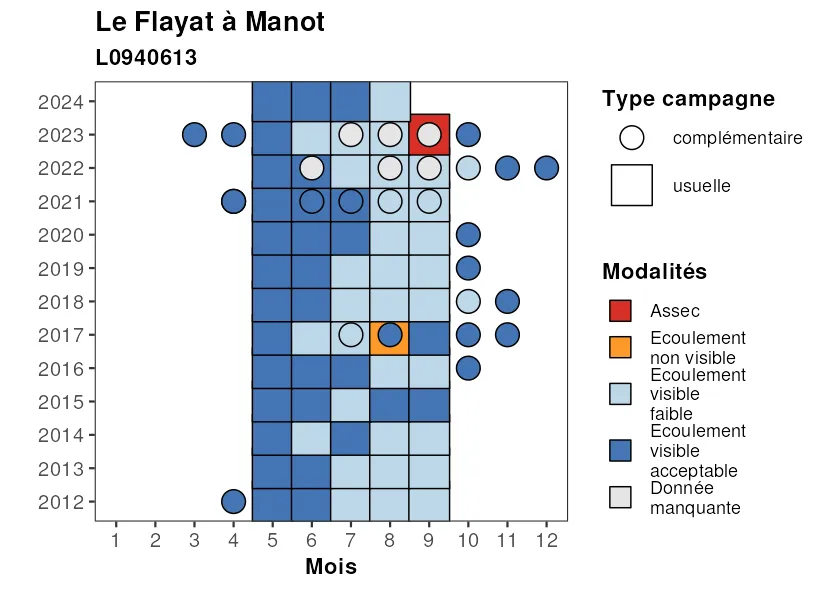 Le Flayat à Manot
L0940613
2024
2023
2022
2021
2020
2019
2018
2017
2016
2015
2014
2013
2012
1 2 3 4 5 6 7 8 9 10 11 12
Mois
Type campagne
complémentaire
usuelle
Modalités
Assec
Ecoulement
non visible
Ecoulement
visible
faible
Ecoulement
visible
acceptable
Donnée
manquante